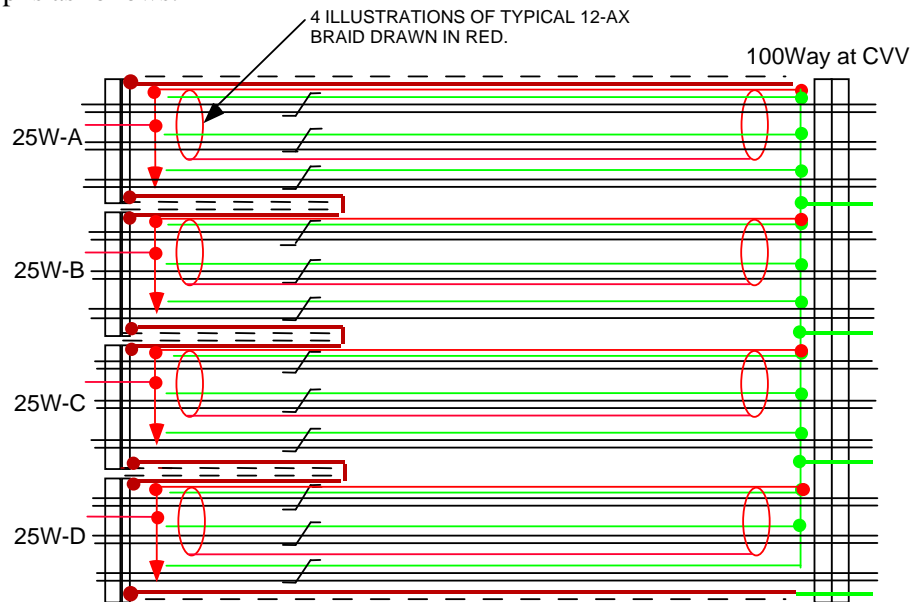 4 ILLUSTRATIONS OF TYPICAL 12-AX
BRAID DRAWN IN RED.
100Way at CVV
25W-A
25W-B
25W-C
25W-D